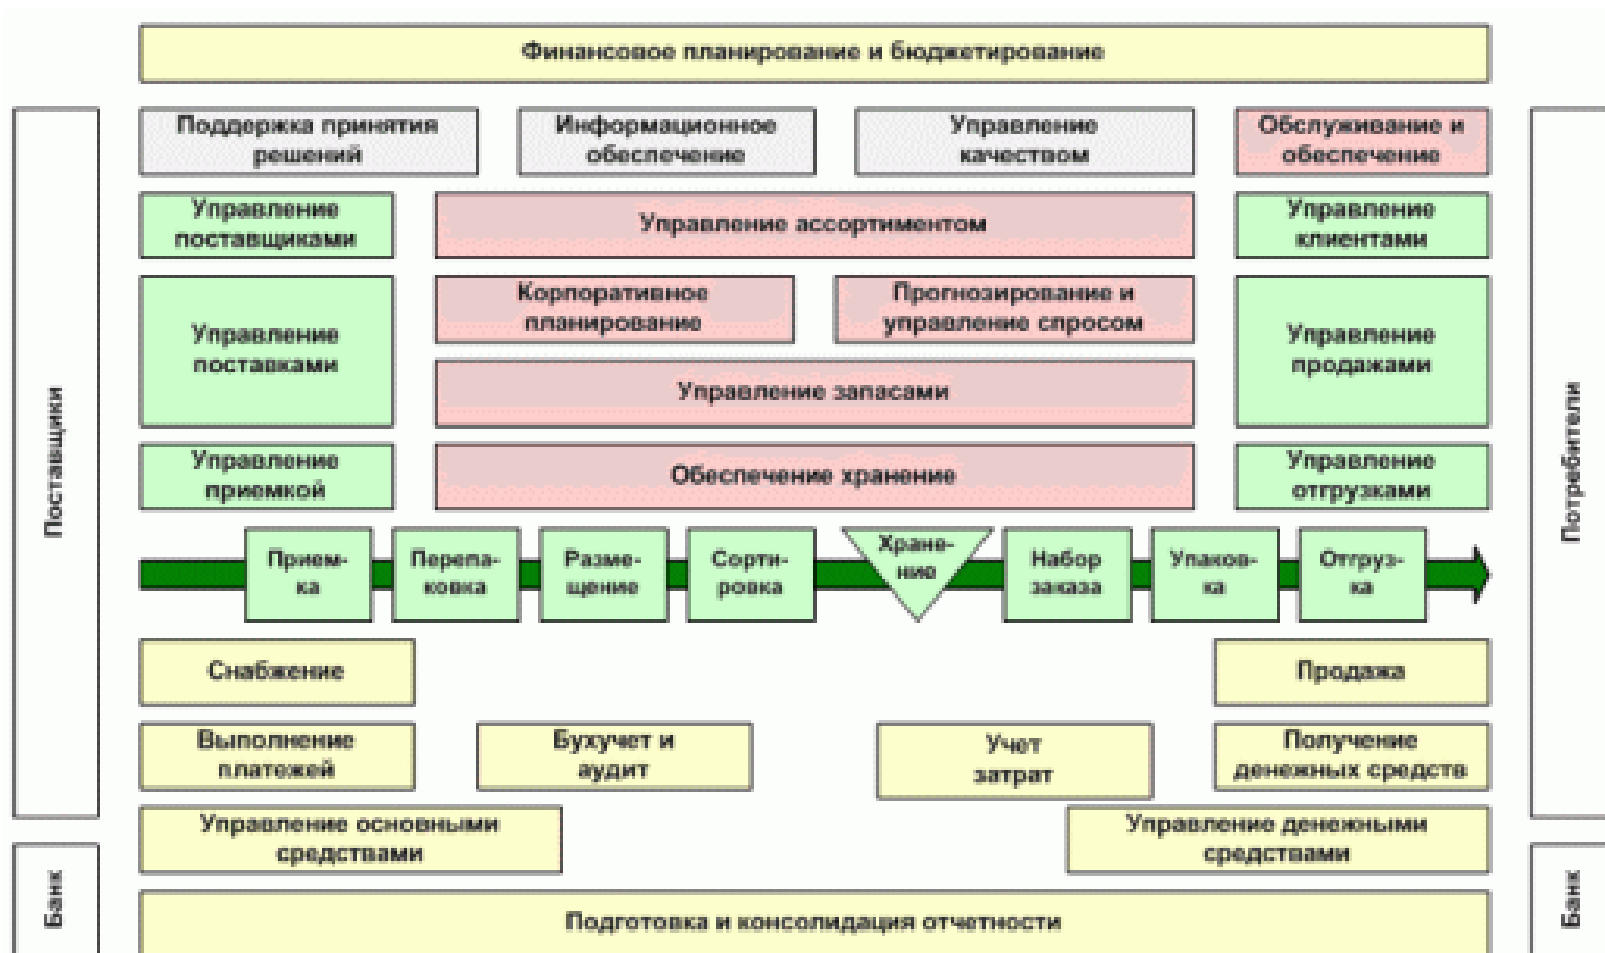 Финансовое планирование и бюджетирование
Поддержка принятия
решений
Информационное
обеспечение
Управление
качеством
Обслуживание и
обеспечение
Управление
поставщиками
Управление ассортиментом
Управление
клиентами
Управление
поставками
Корпоративное
планирование
Прогнозирование и
управление спросом
Управление
продажами
Управление запасами
Управление
приемкой
Обеспечение хранение
Управление
отгрузками
Поставщики
Потребители
Прием-
ка
Перепа-
ковка
Разме-
щение
Сорти-
ровка
Хране-
ние
Набор
заказа
Упаков-
ка
Отгруз-
ка
Снабжение
Продажа
Выполнение
платежей
Бухучет и
аудит
Учет
затрат
Получение
денежных средств
Управление основными
средствами
Управление денежными
средствами
Банк
Банк
Подготовка и консолидация отчетности